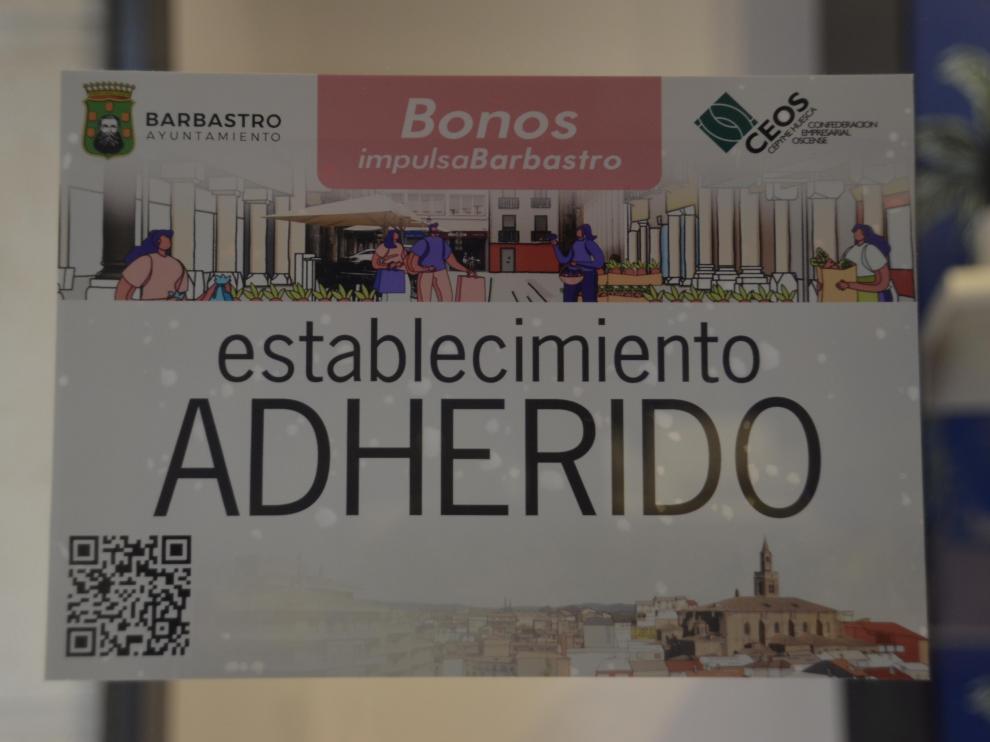 BARBASTRO
AYUNTAMIENTO
Bonos
impulsaBarbastro
CEOS
CEPYME HUESCA
CONFEDERACION
EMPRESARIAL
OSCENSE
establecimiento
ADHERIDO